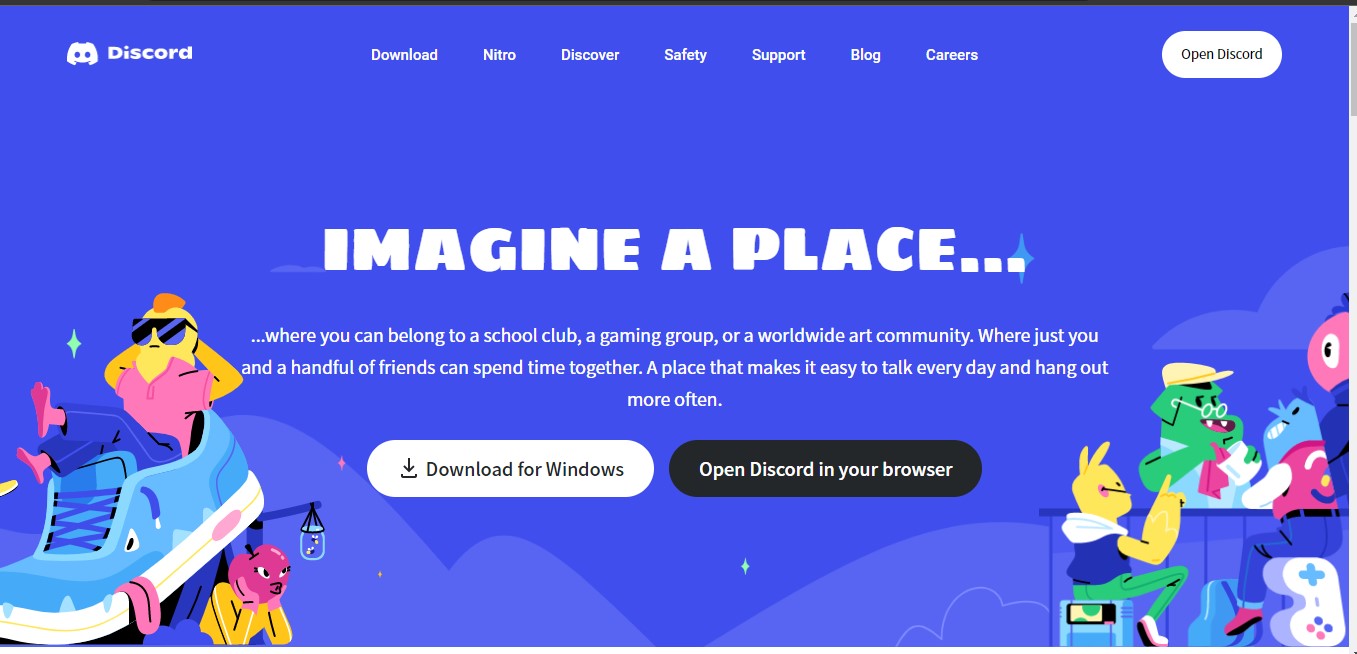 Discord
Download
Nitro
Discover
Safety
Support
Blog
Careers
Open Discord
IMAGINE A PLACE...
...where you can belong to a school club, a gaming group, or a worldwide art community. Where just you
and a handful of friends can spend time together. A place that makes it easy to talk every day and hang out
more often.
Download for Windows
Open Discord in your browser